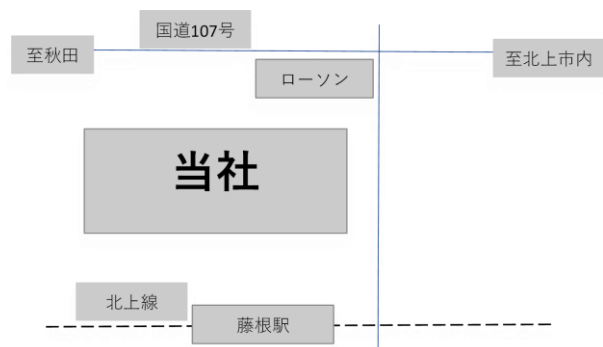 国道107号
至秋田
至北上市内
ローソン
当社
北上線
藤根駅